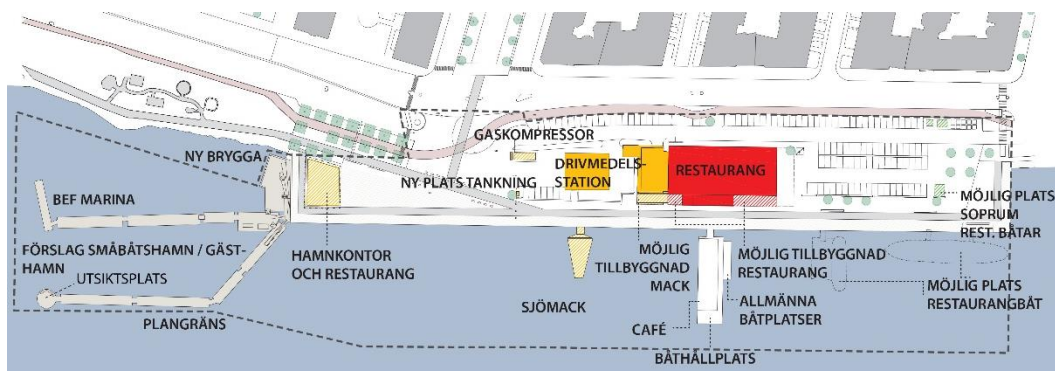 GASKOMPRESSOR
NY BRYGGA
DRIVMEDELS-
STATION
RESTAURANG
NY PLATS TANKNING
BEF MARINA
MÖJLIG PLATS
SOPRUM
REST. BÅTAR
FÖRSLAG SMÅBÅTSHAMN / GÄST-
HAMN
UTSIKTSPLATS
HAMNKONTOR
OCH RESTAURANG
MÖJLIG
TILLBYGGNAD
MACK
MÖJLIG TILLBYGGNAD
RESTAURANG
MÖJLIG PLATS
RESTAURANGBÅT
SJÖMACK
ALLMÄNNA
BÅTPLATSER
PLANGRÄNS
CAFÉ
BÅTHÅLLPLATS